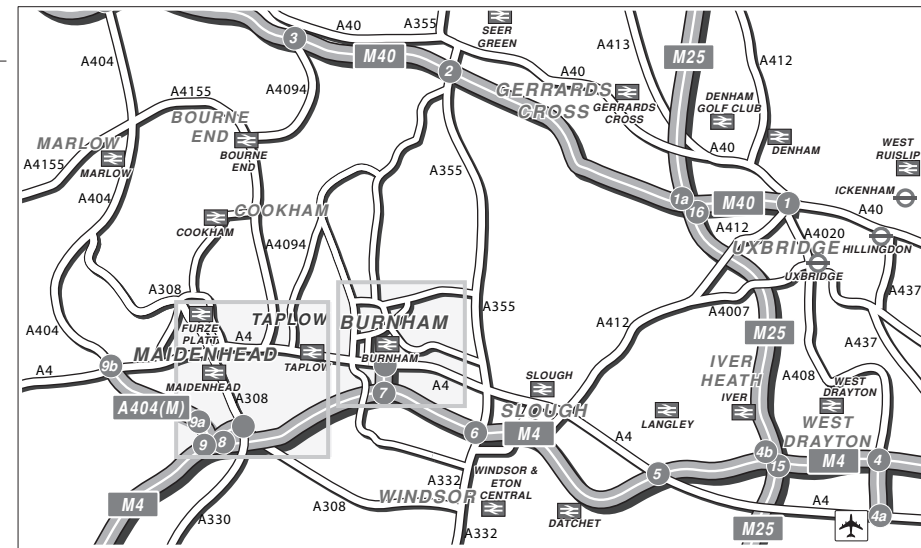 A40
A355
SEER
GREEN
A404
3
M40
2
A413
M25
A412
A4155
A4094
A40
GERRARDS
CROSS
GERRARDS
CROSS
DENHAM
GOLF CLUB
BOURNE
END
BOURNE
END
MARLOW
MARLOW
A40
DENHAM
WEST
RUISLIP
A4155
A404
A355
1a
16
M40
1
ICKENHAM
A40
COOKHAM
COOKHAM
A4094
A412
A4020
UXBRIDGE
HILLINGDON
UXBRIDGE
A308
A404
FURZE
PLATT
TAPLOW
BURNHAM
A355
A412
A4007
M25
A437
A437
MAIDENHEAD
A4
TAPLOW
BURNHAM
9b
A4
MAIDENHEAD
A4
IVER
HEATH
IVER
A408
WEST
DRAYTON
A404(M)
A308
7
SLOUGH
SLOUGH
LANGLEY
WEST
DRAYTON
9a
9
8
6
M4
A4
4b
15
M4
4
M4
A330
A308
A332
WINDSOR
WINDSOR &
ETON
CENTRAL
DATCHET
5
A4
4a
A332
M25